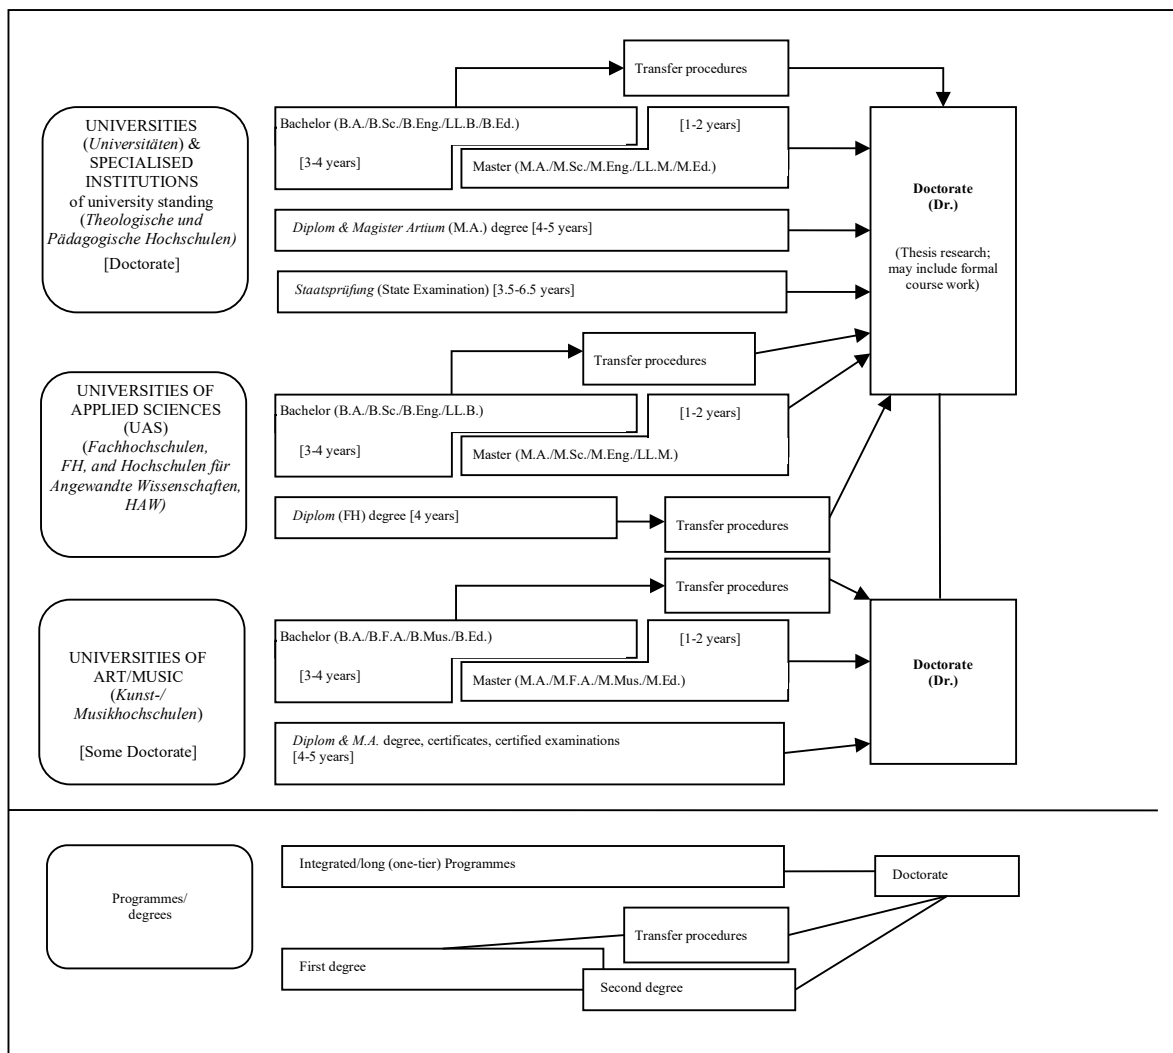 Transfer procedures
UNIVERSITIES
(Universitäten) &
SPECIALISED
INSTITUTIONS
of university standing
(Theologische und
Pädagogische Hochschulen)
[Doctorate]
Bachelor (B.A./B.Sc./B.Eng./LL.B./B.Ed.)
[3-4 years]
[1-2 years]
Master (M.A./M.Sc./M.Eng./LL.M./M.Ed.)
Diplom & Magister Artium (M.A.) degree [4-5 years]
Staatsprüfung (State Examination) [3.5-6.5 years]
Doctorate
(Dr.)
(Thesis research;
may include formal
course work)
Transfer procedures
UNIVERSITIES OF
APPLIED SCIENCES
(UAS)
(Fachhochschulen,
FH, and Hochschulen für
Angewandte Wissenschaften,
HAW)
Bachelor (B.A./B.Sc./B.Eng./LL.B.)
[3-4 years]
[1-2 years]
Master (M.A./M.Sc./M.Eng./LL.M.)
Diplom (FH) degree [4 years]
Transfer procedures
Transfer procedures
UNIVERSITIES OF
ART/MUSIC
(Kunst-/
Musikhochschulen)
[Some Doctorate]
Bachelor (B.A./B.F.A./B.Mus./B.Ed.)
[3-4 years]
[1-2 years]
Master (M.A./M.F.A./M.Mus./M.Ed.)
Diplom & M.A. degree, certificates, certified examinations
[4-5 years]
Doctorate
(Dr.)
Programmes/
degrees
Integrated/long (one-tier) Programmes
Doctorate
Transfer procedures
First degree
Second degree